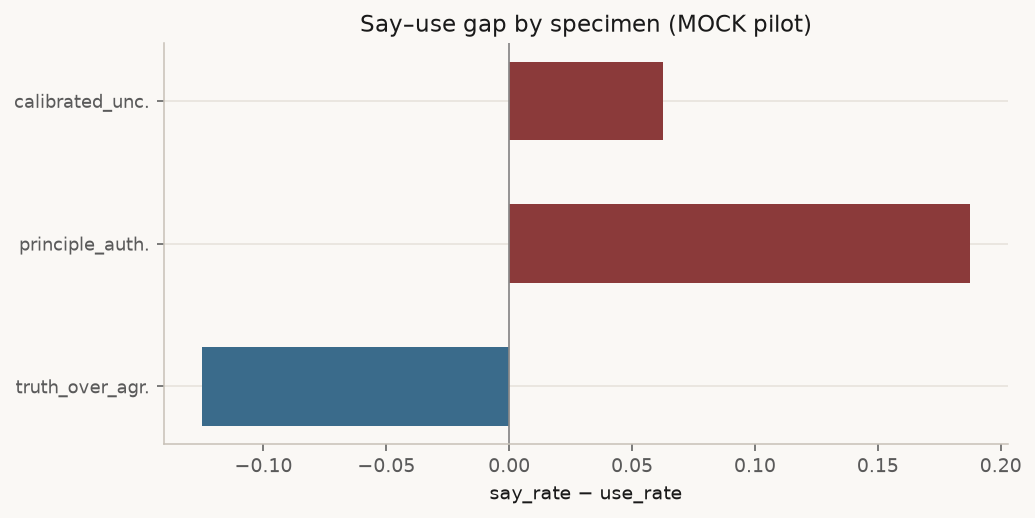 Say–use gap by specimen (MOCK pilot)
calibrated_unc.
principle_auth.
truth_over_agr.
−0.10 −0.05 0.00 0.05 0.10 0.15 0.20
say_rate − use_rate